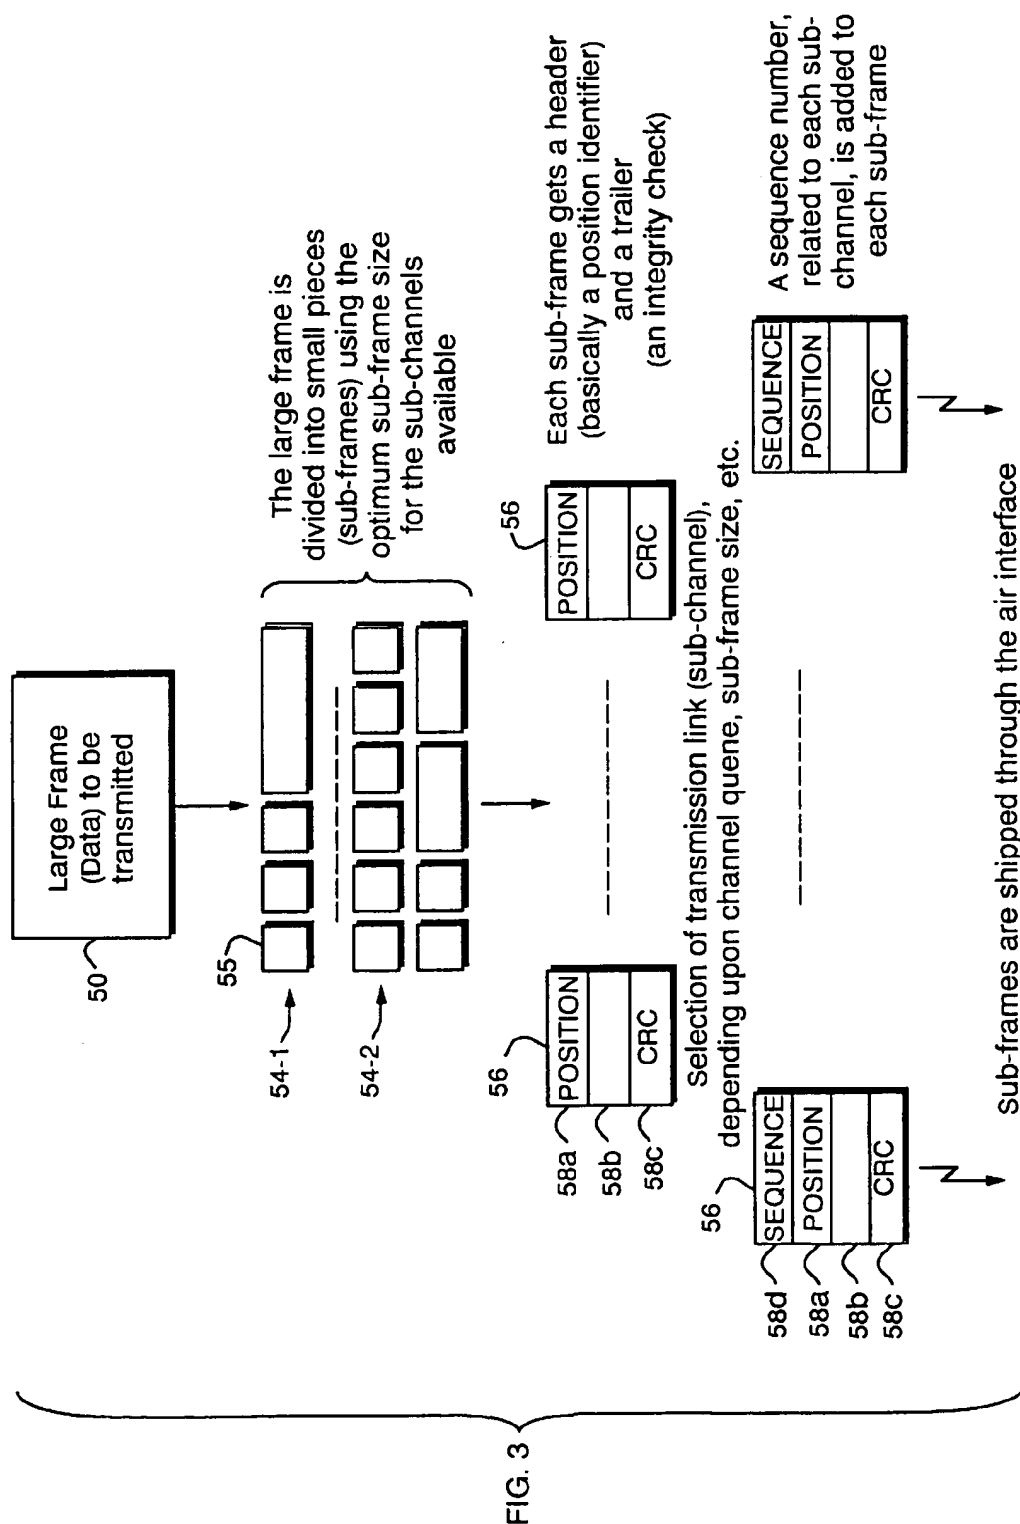 Large Frame
(Data) to be
transmitted
50
The large frame is
divided into small pieces
(sub-frames) using the
optimum sub-frame size
for the sub-channels
available
55
54-1
54-2
Each sub-frame gets a header
(basically a position identifier)
and a trailer
(an integrity check)
56
POSITION
CRC
58a
58b
58c
56
POSITION
CRC
Selection of transmission link (sub-channel),
depending upon channel quene, sub-frame size, etc.
A sequence number,
related to each sub-
channel, is added to
each sub-frame
56
SEQUENCE
POSITION
CRC
58d
58a
58b
58c
SEQUENCE
POSITION
CRC
Sub-frames are shipped through the air interface
FIG. 3